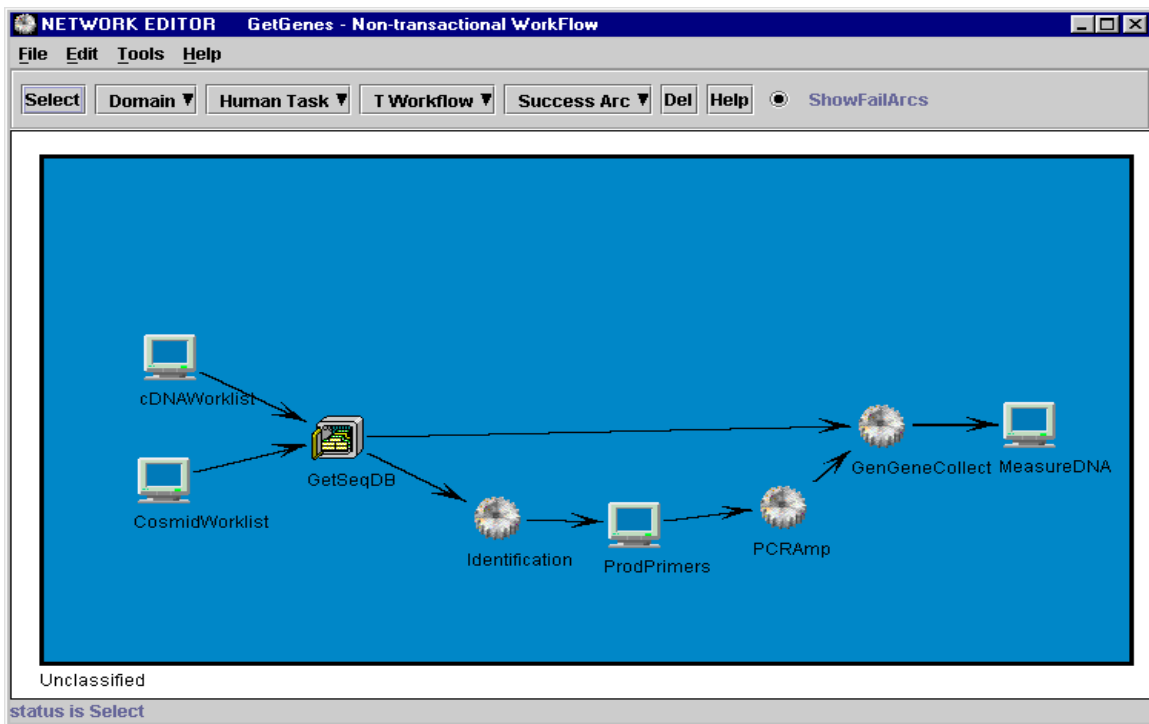 NETWORK EDITOR GetGenes - Non-transactional WorkFlow
File Edit Tools Help
Select Domain Human Task T Workflow Success Arc Del Help ShowFailArcs
cDNAWorklist
GetSeqDB
CosmidWorklist
GenGeneCollect MeasureDNA
Identification
ProdPrimers
PCRAmp
Unclassified
status is Select